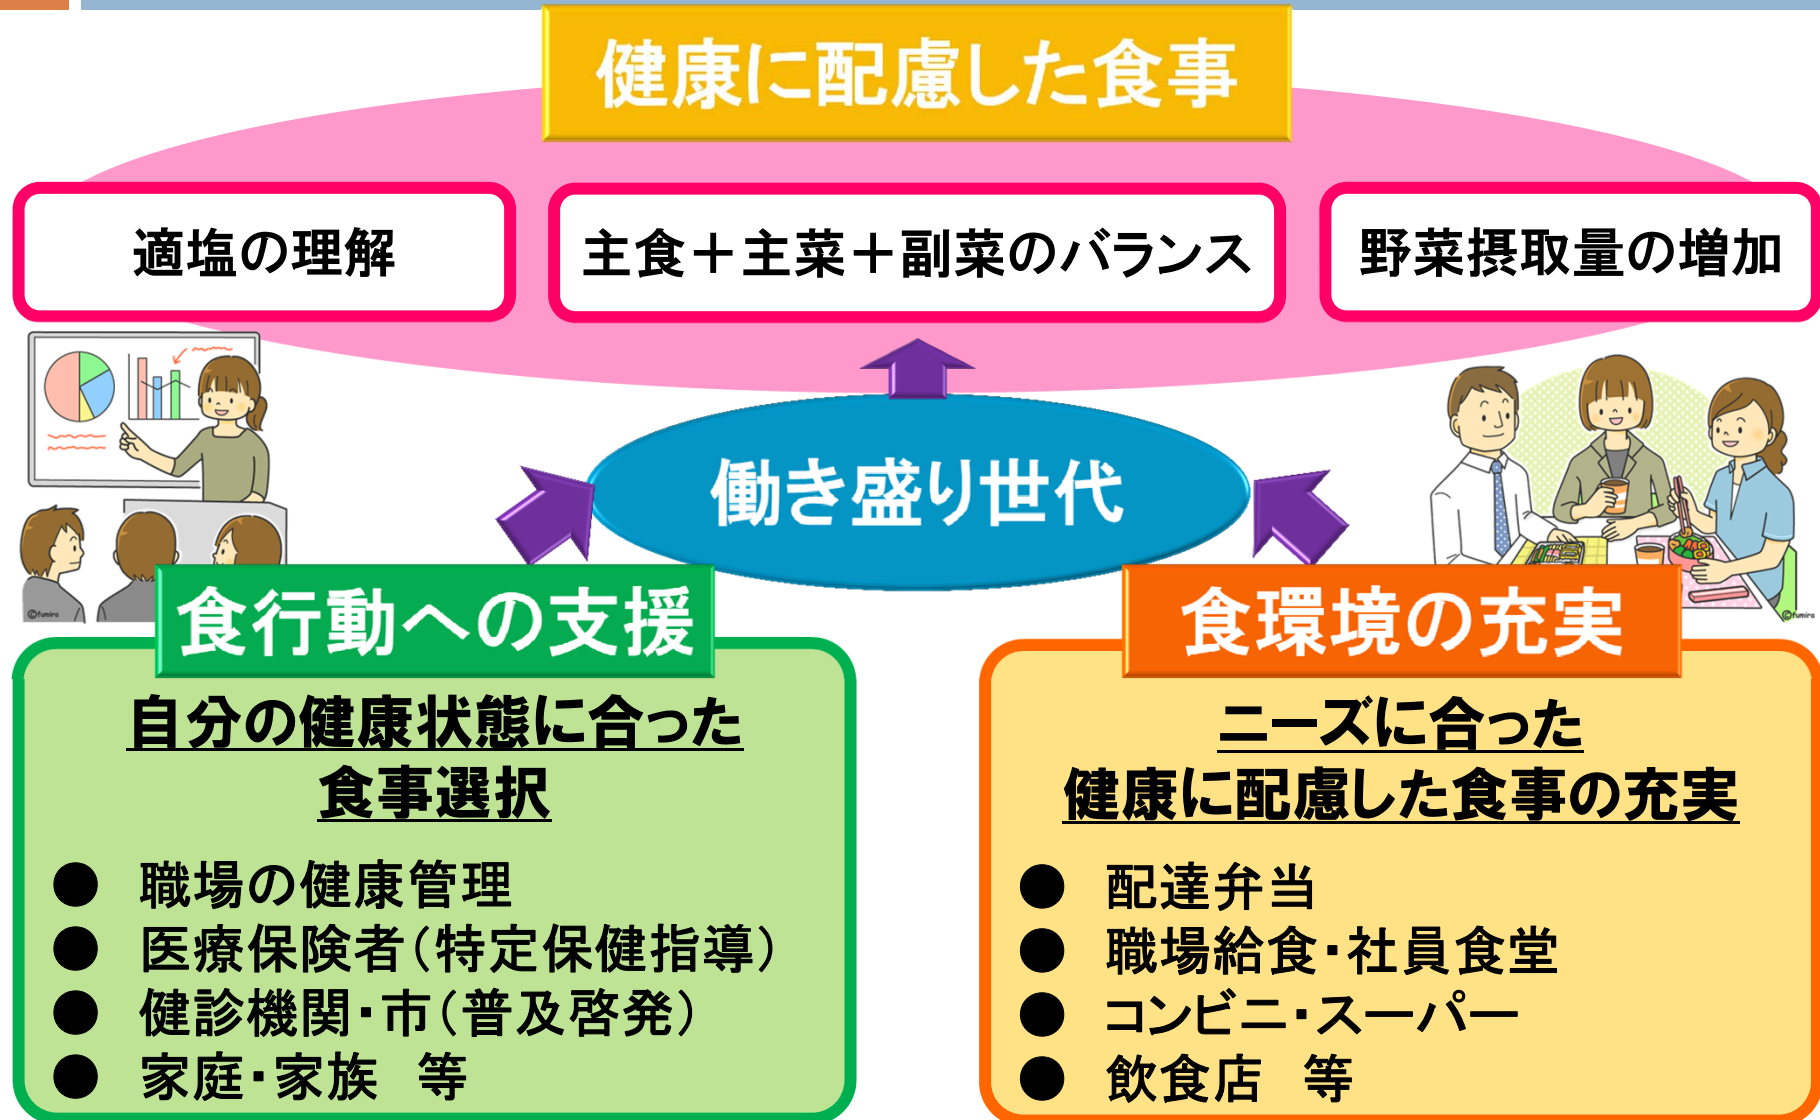 健康に配慮した食事
適塩の理解
主食＋主菜＋副菜のバランス
野菜摂取量の増加
働き盛り世代
©fumira
©fumira
食行動への支援
自分の健康状態に合った
食事選択
● 職場の健康管理
● 医療保険者（特定保健指導）
● 健診機関・市（普及啓発）
● 家庭・家族　等
食環境の充実
ニーズに合った
健康に配慮した食事の充実
● 配達弁当
● 職場給食・社員食堂
● コンビニ・スーパー
● 飲食店　等